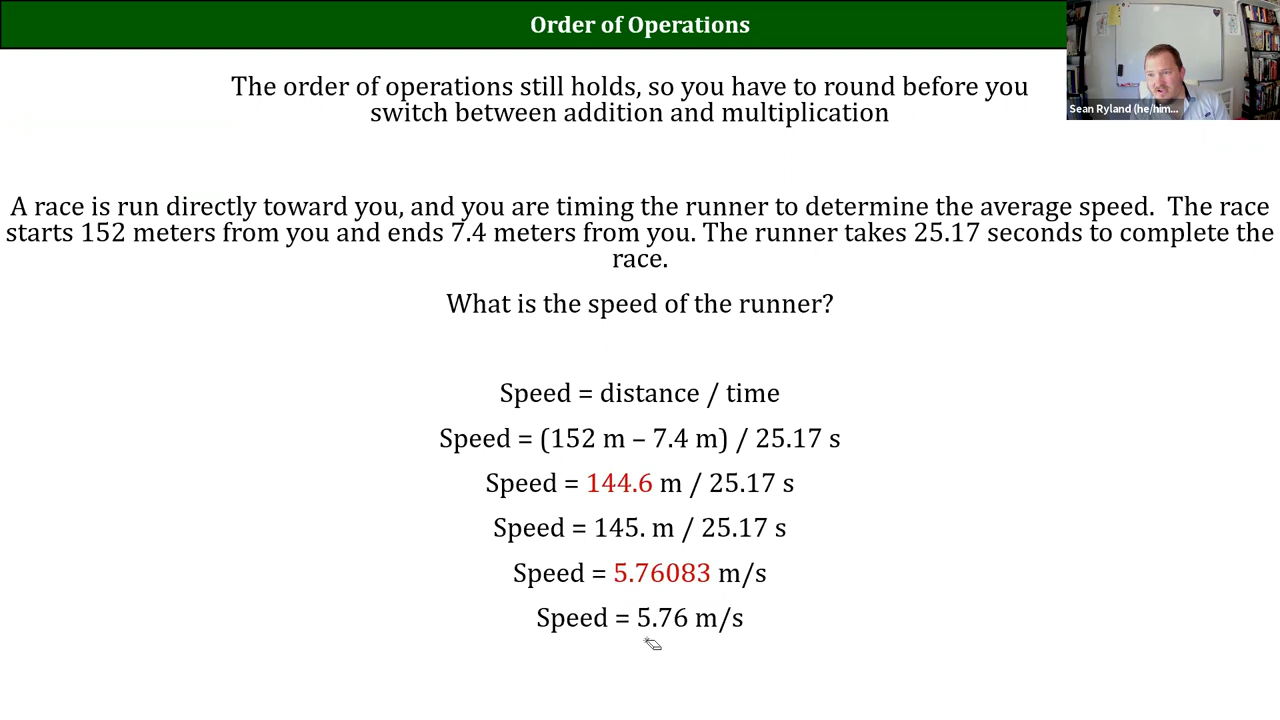 Order of Operations
Sean Ryland (he/him...
The order of operations still holds, so you have to round before you
switch between addition and multiplication
A race is run directly toward you, and you are timing the runner to determine the average speed.  The race
starts 152 meters from you and ends 7.4 meters from you. The runner takes 25.17 seconds to complete the
race.
What is the speed of the runner?
Speed = distance / time
Speed = (152 m – 7.4 m) / 25.17 s
Speed = 144.6 m / 25.17 s
Speed = 145. m / 25.17 s
Speed = 5.76083 m/s
Speed = 5.76 m/s